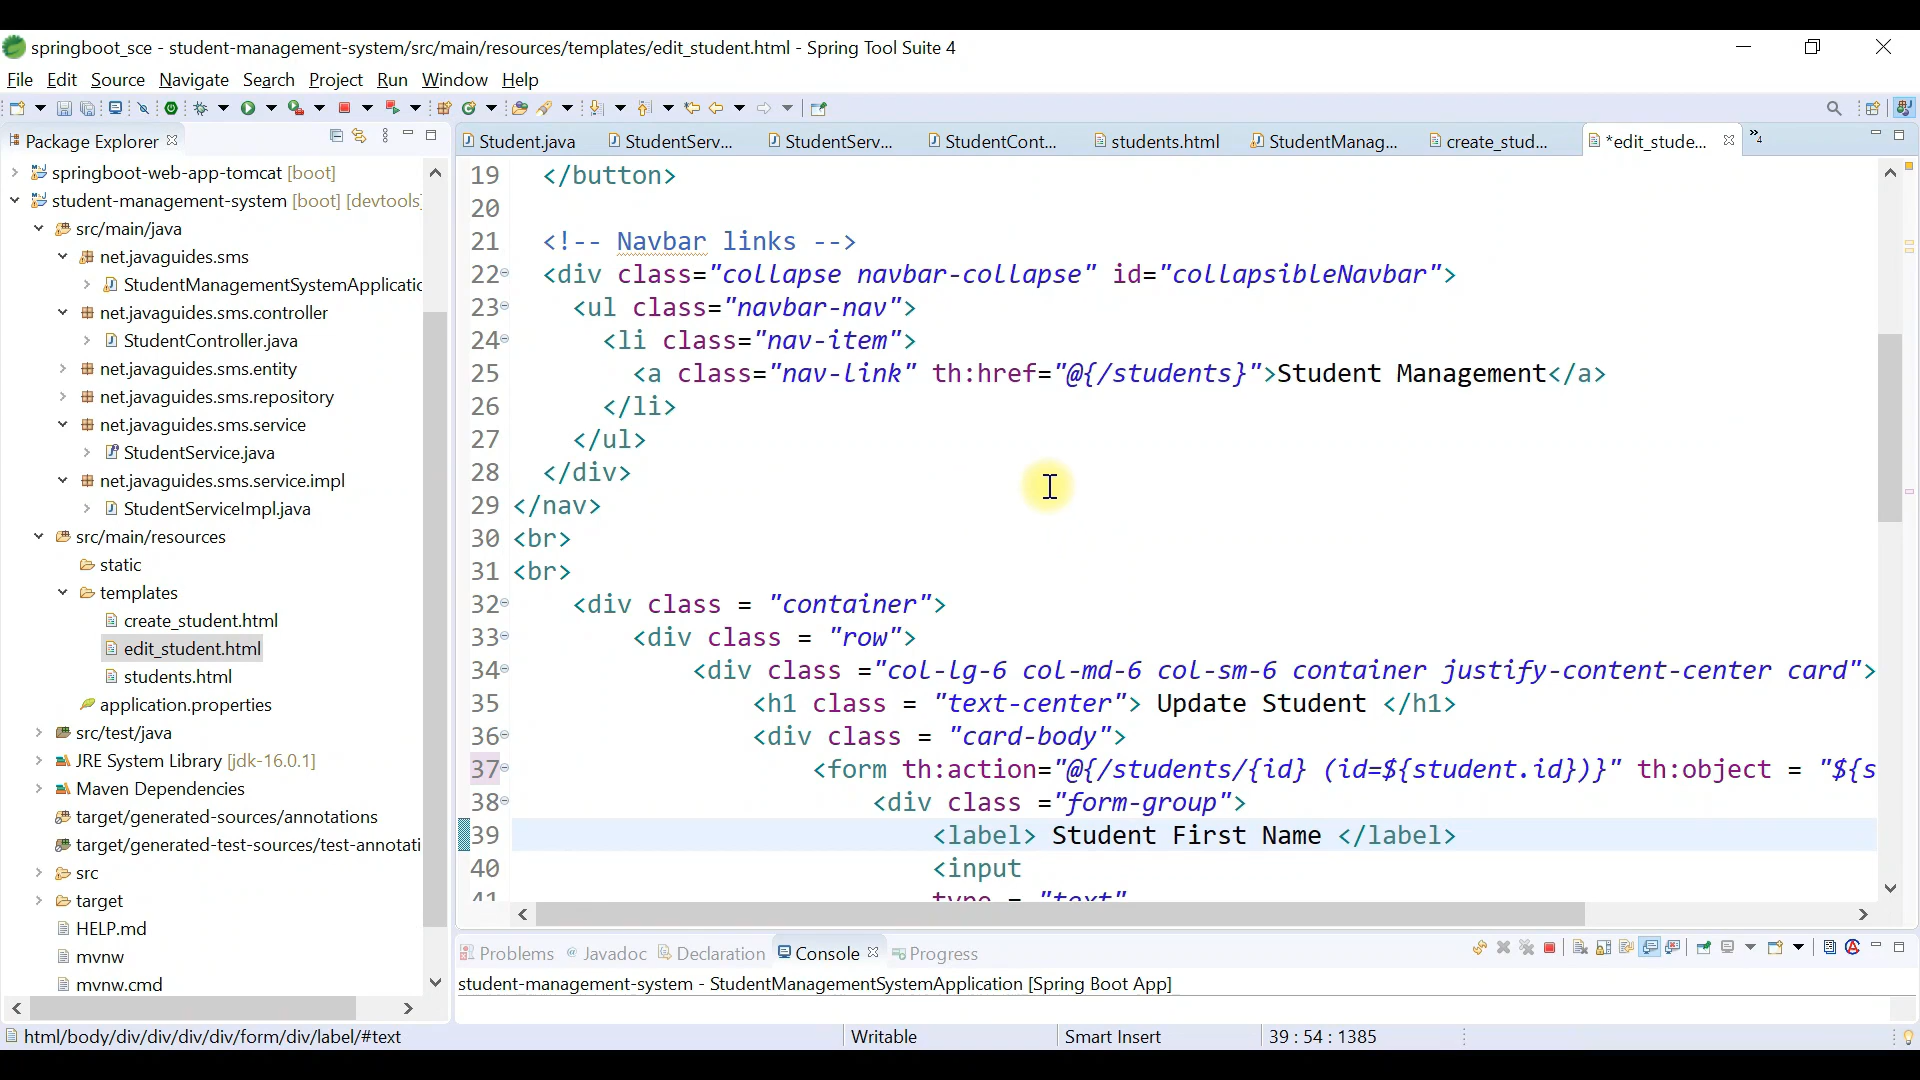 springboot_sce - student-management-system/src/main/resources/templates/edit_student.html - Spring Tool Suite 4
File Edit Source Navigate Search Project Run Window Help
Package Explorer
Student.java StudentServ... StudentServ... StudentCont... students.html StudentManag... create_stud... *edit_stude... »4
springboot-web-app-tomcat [boot]
student-management-system [boot] [devtools]
src/main/java
net.javaguides.sms
StudentManagementSystemApplicatic
net.javaguides.sms.controller
StudentController.java
net.javaguides.sms.entity
net.javaguides.sms.repository
net.javaguides.sms.service
StudentService.java
net.javaguides.sms.service.impl
StudentServiceImpl.java
src/main/resources
static
templates
create_student.html
edit_student.html
students.html
application.properties
src/test/java
JRE System Library [jdk-16.0.1]
Maven Dependencies
target/generated-sources/annotations
target/generated-test-sources/test-annotati
src
target
HELP.md
mvnw
mvnw.cmd
19 </button>
20
21 <!-- Navbar links -->
22 <div class="collapse navbar-collapse" id="collapsibleNavbar">
23 <ul class="navbar-nav">
24 <li class="nav-item">
25 <a class="nav-link" th:href="@{/students}">Student Management</a>
26 </li>
27 </ul>
28 </div>
29 </nav>
30 <br>
31 <br>
32 <div class = "container">
33 <div class = "row">
34 <div class ="col-lg-6 col-md-6 col-sm-6 container justify-content-center card">
35 <h1 class = "text-center"> Update Student </h1>
36 <div class = "card-body">
37 <form th:action="@{/students/{id} (id=${student.id})}" th:object = "${s
38 <div class ="form-group">
39 <label> Student First Name </label>
40 <input
41 type = "text"
Problems Javadoc Declaration Console Progress
student-management-system - StudentManagementSystemApplication [Spring Boot App]
html/body/div/div/div/div/form/div/label/#text Writable Smart Insert 39 : 54 : 1385